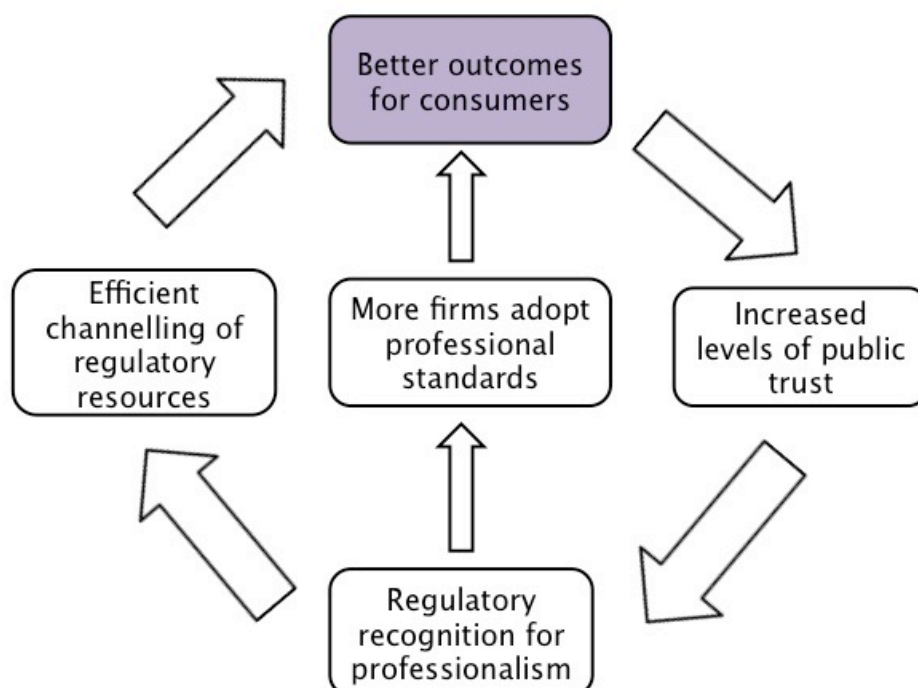 Better outcomes
for consumers
Efficient
channelling of
regulatory
resources
More firms adopt
professional
standards
Increased
levels of public
trust
Regulatory
recognition for
professionalism